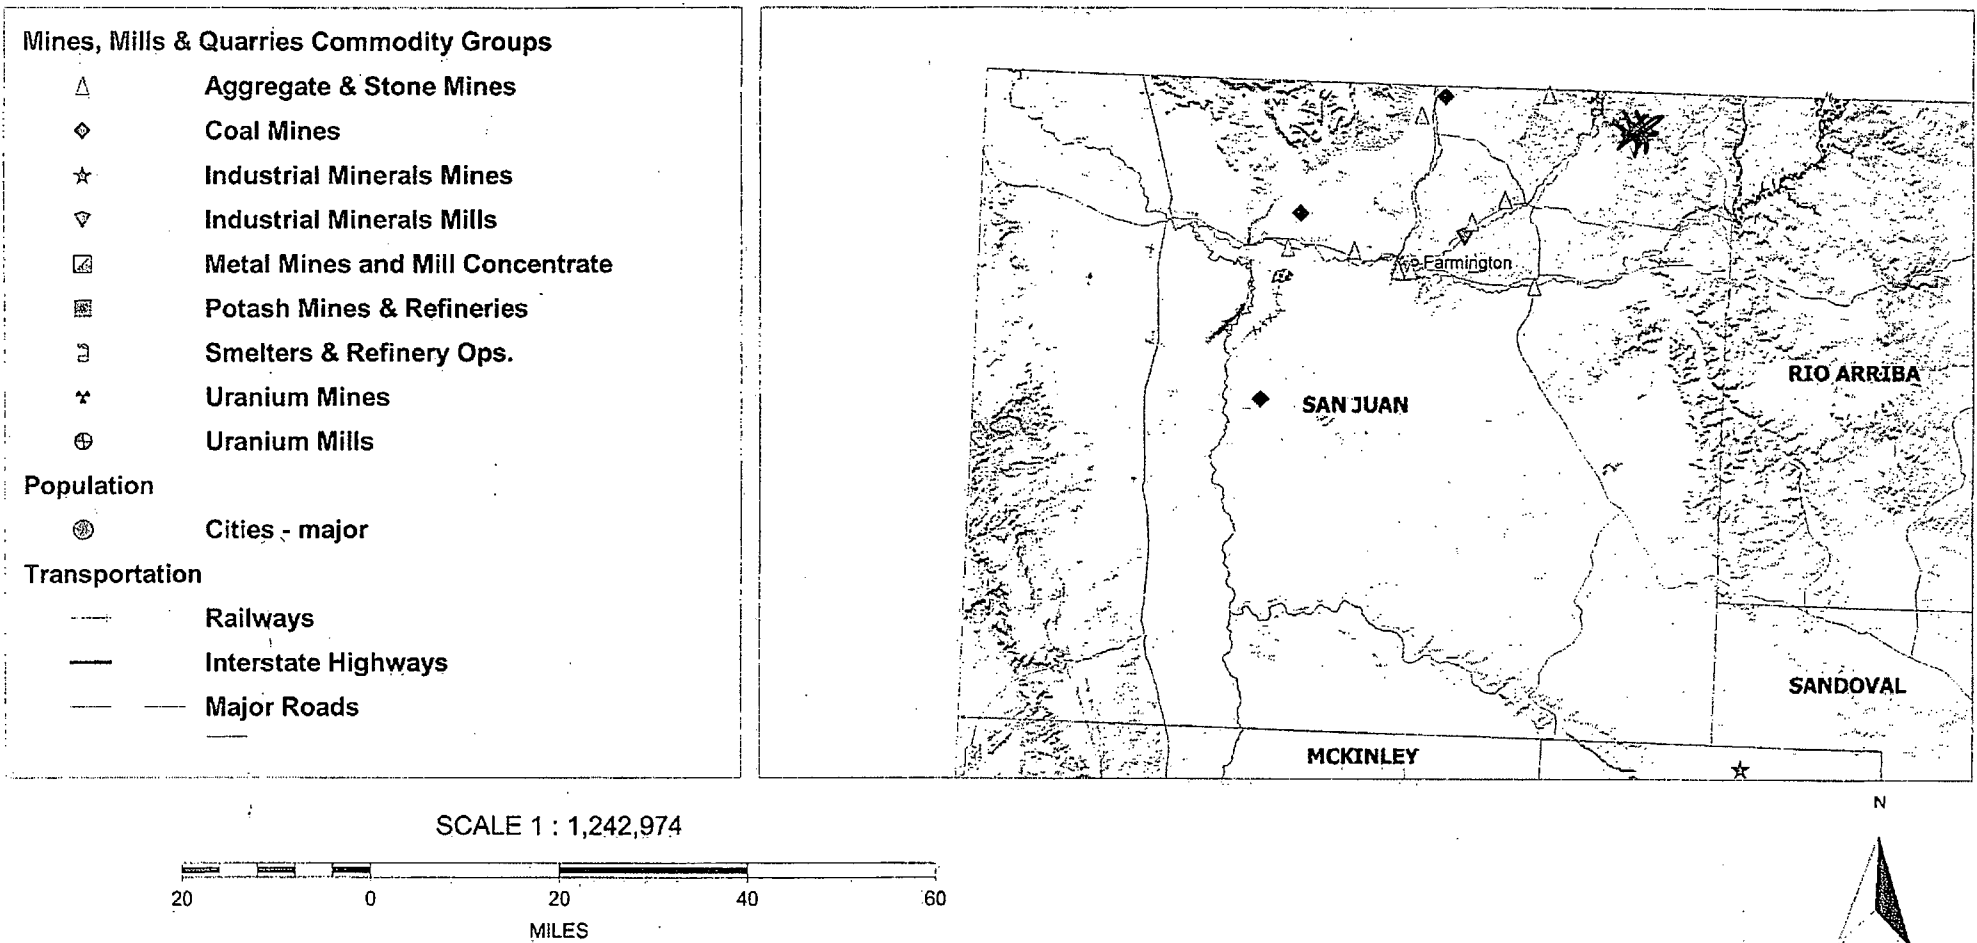 Mines, Mills & Quarries Commodity Groups
Aggregate & Stone Mines
Coal Mines
Industrial Minerals Mines
Industrial Minerals Mills
Metal Mines and Mill Concentrate
Potash Mines & Refineries
Smelters & Refinery Ops.
Uranium Mines
Uranium Mills
Population
Cities - major
Transportation
Railways
Interstate Highways
Major Roads
Farmington
RIO ARRIBA
SAN JUAN
SANDOVAL
MCKINLEY
SCALE 1 : 1,242,974
20 0 20 40 60
MILES
N